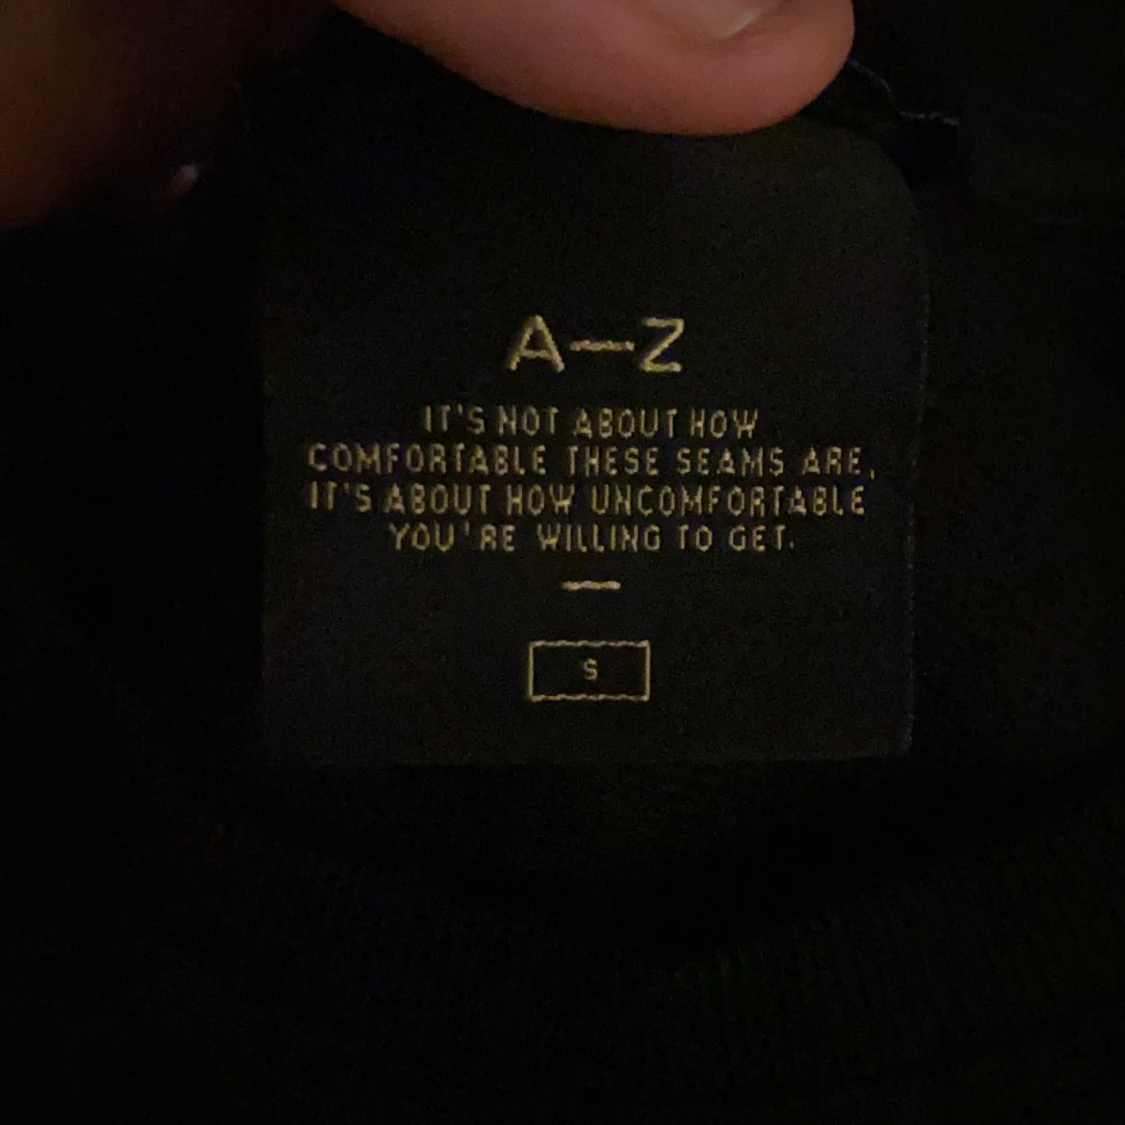 A—Z
IT'S NOT ABOUT HOW
COMFORTABLE THESE SEAMS ARE,
IT'S ABOUT HOW UNCOMFORTABLE
YOU'RE WILLING TO GET.
—
S